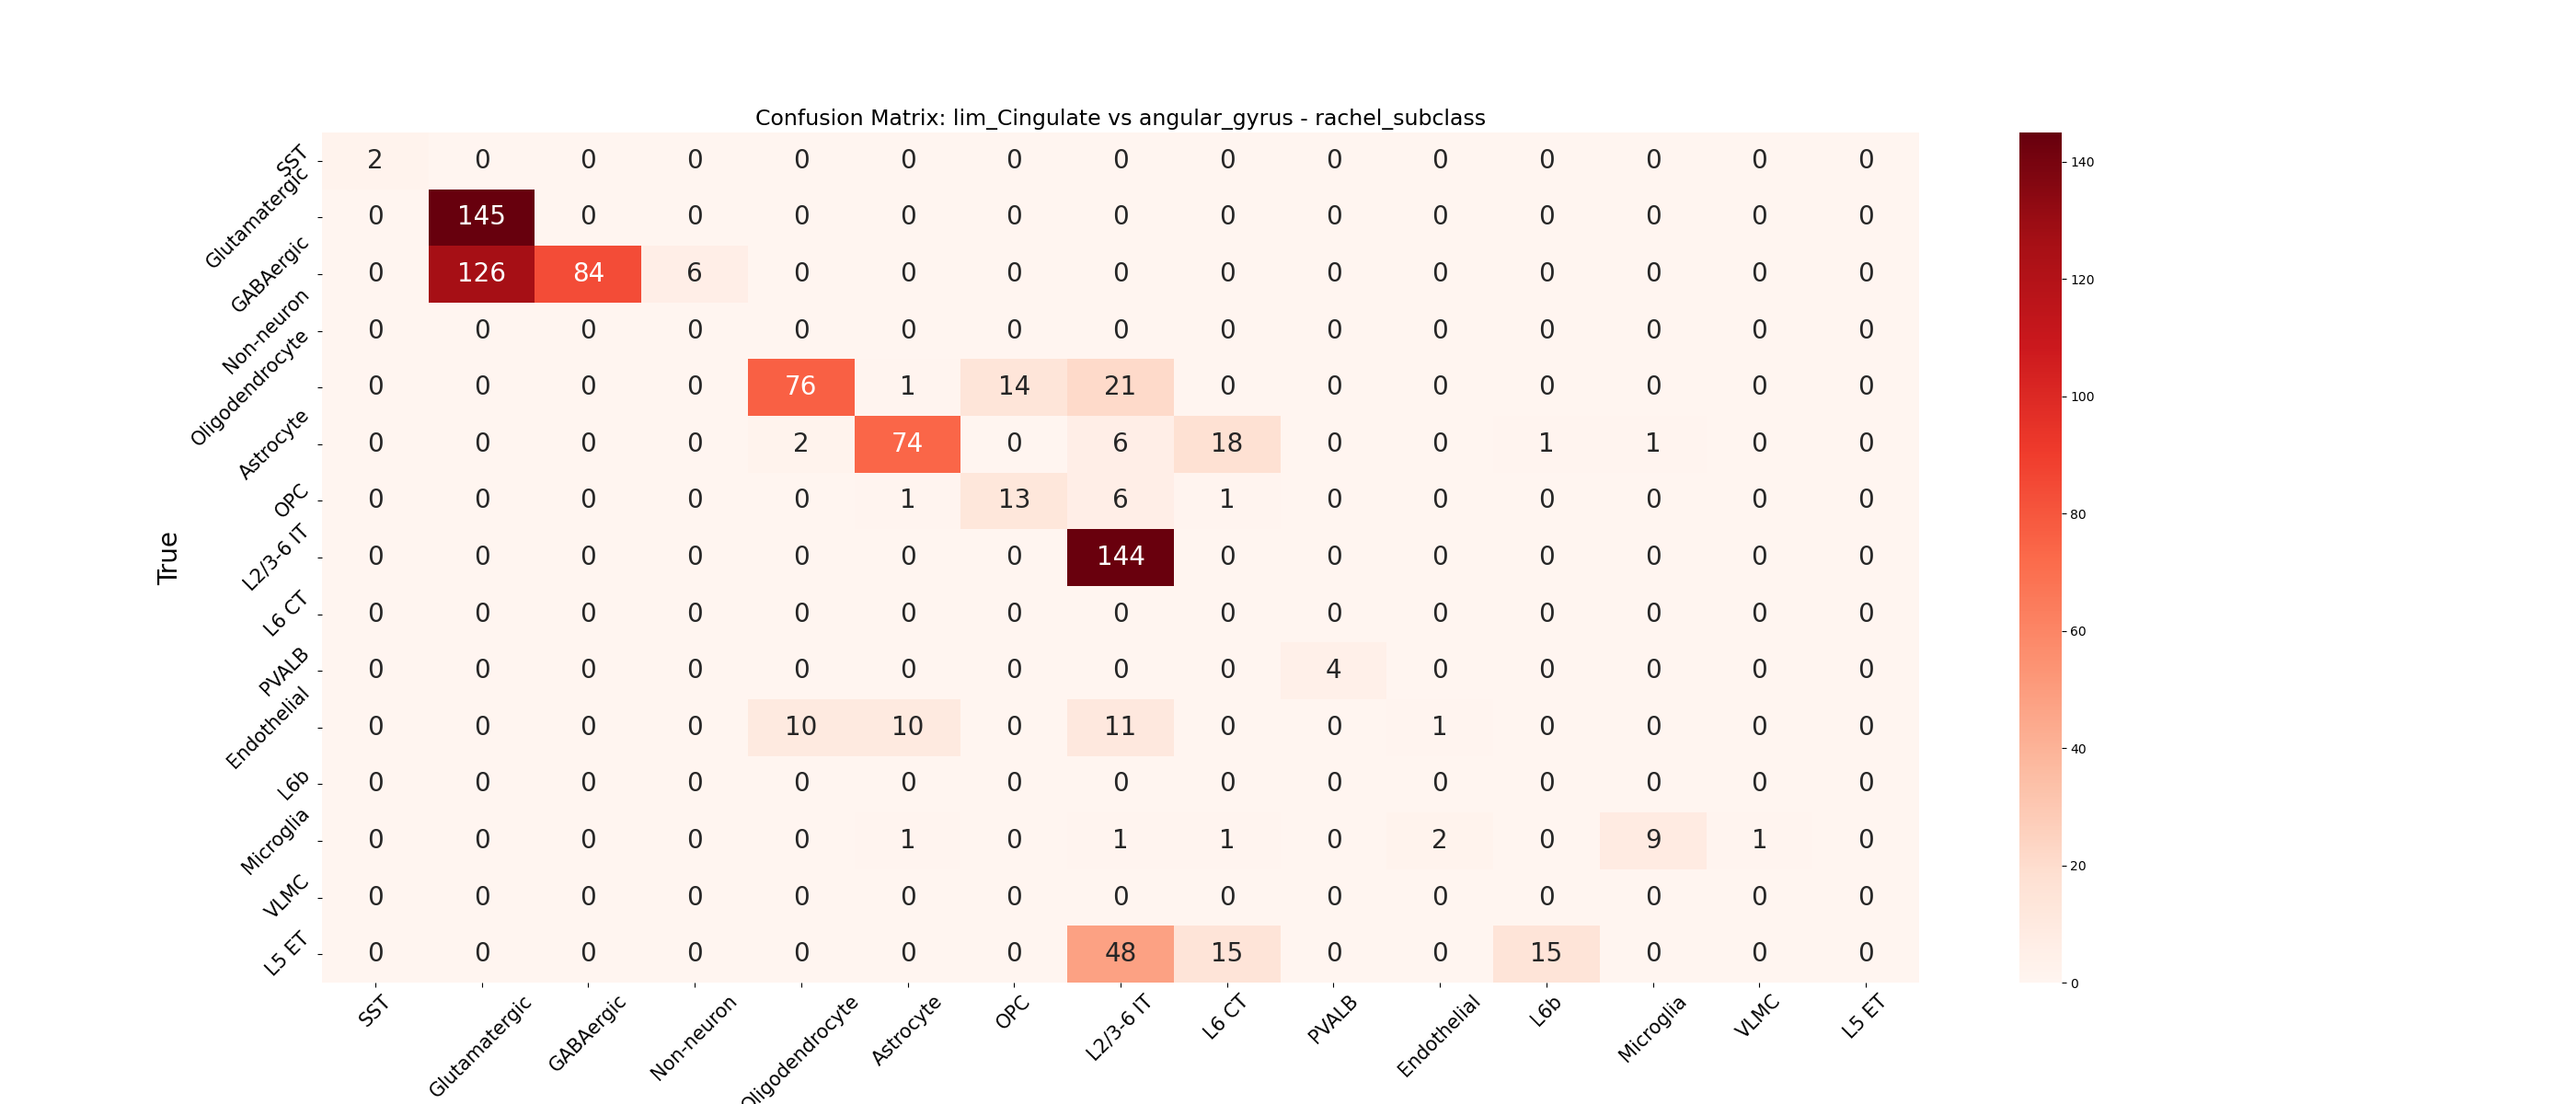 Confusion Matrix: lim_Cingulate vs angular_gyrus - rachel_subclass
True
SST 2 0 0 0 0 0 0 0 0 0 0 0 0 0 0
Glutamatergic 0 145 0 0 0 0 0 0 0 0 0 0 0 0 0
GABAergic 0 126 84 6 0 0 0 0 0 0 0 0 0 0 0
Non-neuron 0 0 0 0 0 0 0 0 0 0 0 0 0 0 0
Oligodendrocyte 0 0 0 0 76 1 14 21 0 0 0 0 0 0 0
Astrocyte 0 0 0 0 2 74 0 6 18 0 0 1 1 0 0
OPC 0 0 0 0 0 1 13 6 1 0 0 0 0 0 0
L2/3-6 IT 0 0 0 0 0 0 0 144 0 0 0 0 0 0 0
L6 CT 0 0 0 0 0 0 0 0 0 0 0 0 0 0 0
PVALB 0 0 0 0 0 0 0 0 0 4 0 0 0 0 0
Endothelial 0 0 0 0 10 10 0 11 0 0 1 0 0 0 0
L6b 0 0 0 0 0 0 0 0 0 0 0 0 0 0 0
Microglia 0 0 0 0 0 1 0 1 1 0 2 0 9 1 0
VLMC 0 0 0 0 0 0 0 0 0 0 0 0 0 0 0
L5 ET 0 0 0 0 0 0 0 48 15 0 0 15 0 0 0
SST Glutamatergic GABAergic Non-neuron Oligodendrocyte Astrocyte OPC L2/3-6 IT L6 CT PVALB Endothelial L6b Microglia VLMC L5 ET
140
120
100
80
60
40
20
0